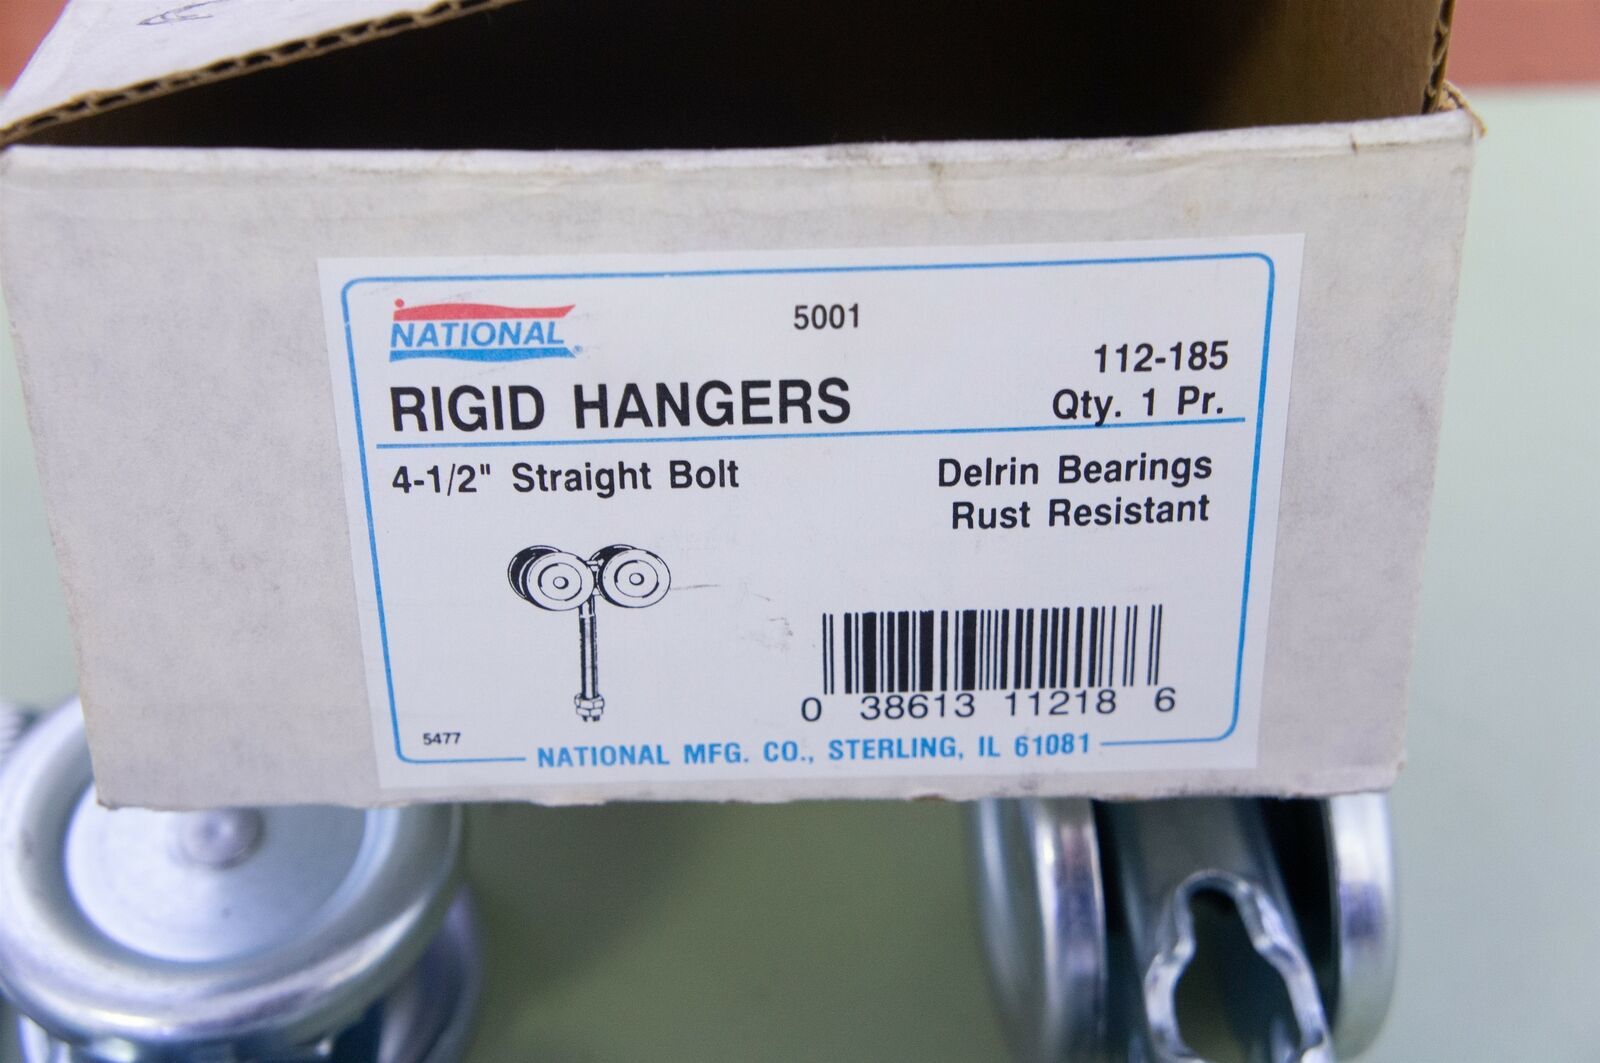 NATIONAL®
5001
112-185
RIGID HANGERS
Qty. 1 Pr.
4-1/2" Straight Bolt
Delrin Bearings
Rust Resistant
0 38613 11218 6
5477
NATIONAL MFG. CO., STERLING, IL 61081